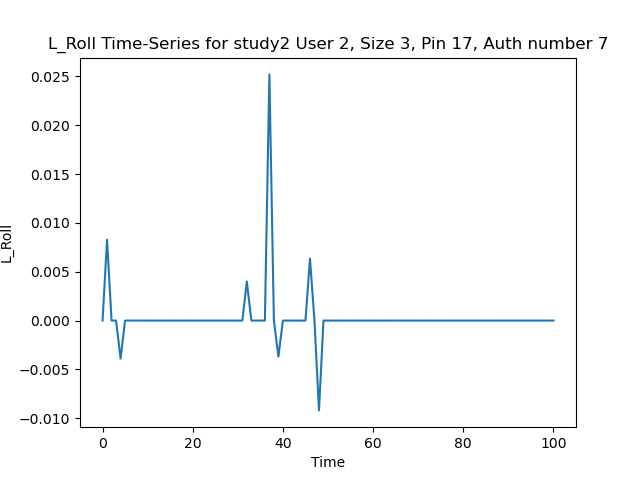 L_Roll Time-Series for study2 User 2, Size 3, Pin 17, Auth number 7
0.025
0.020
0.015
0.010
0.005
0.000
−0.005
−0.010
L_Roll
0 20 40 60 80 100
Time